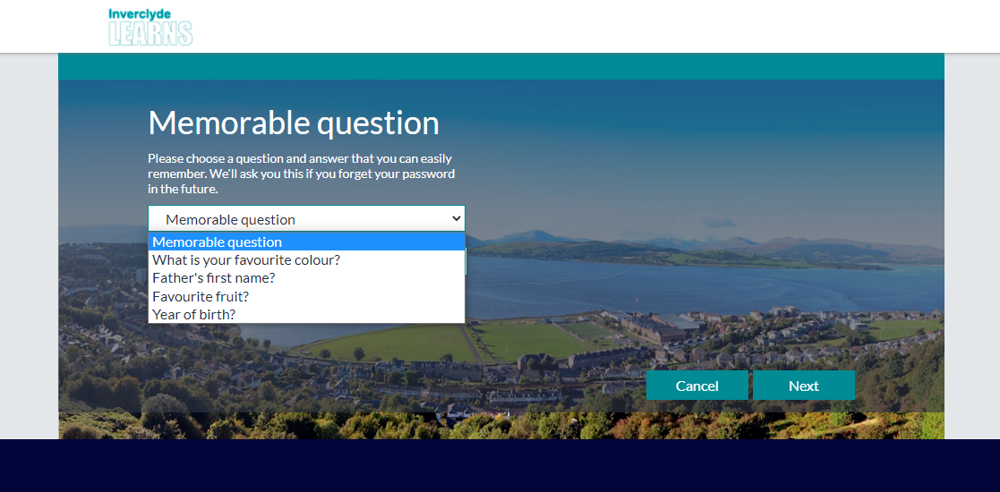 Inverclyde
LEARNS
Memorable question
Please choose a question and answer that you can easily
remember. We'll ask you this if you forget your password
in the future.
Memorable question
Memorable question
What is your favourite colour?
Father's first name?
Favourite fruit?
Year of birth?
Cancel
Next